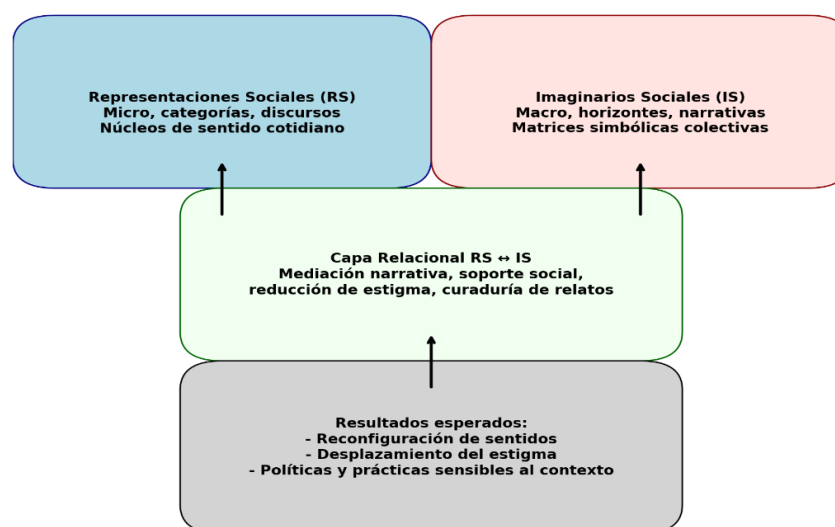 Representaciones Sociales (RS)
Micro, categorías, discursos
Núcleos de sentido cotidiano
Imaginarios Sociales (IS)
Macro, horizontes, narrativas
Matrices simbólicas colectivas
Capa Relacional RS ↔ IS
Mediación narrativa, soporte social,
reducción de estigma, curaduría de relatos
Resultados esperados:
- Reconfiguración de sentidos
- Desplazamiento del estigma
- Políticas y prácticas sensibles al contexto